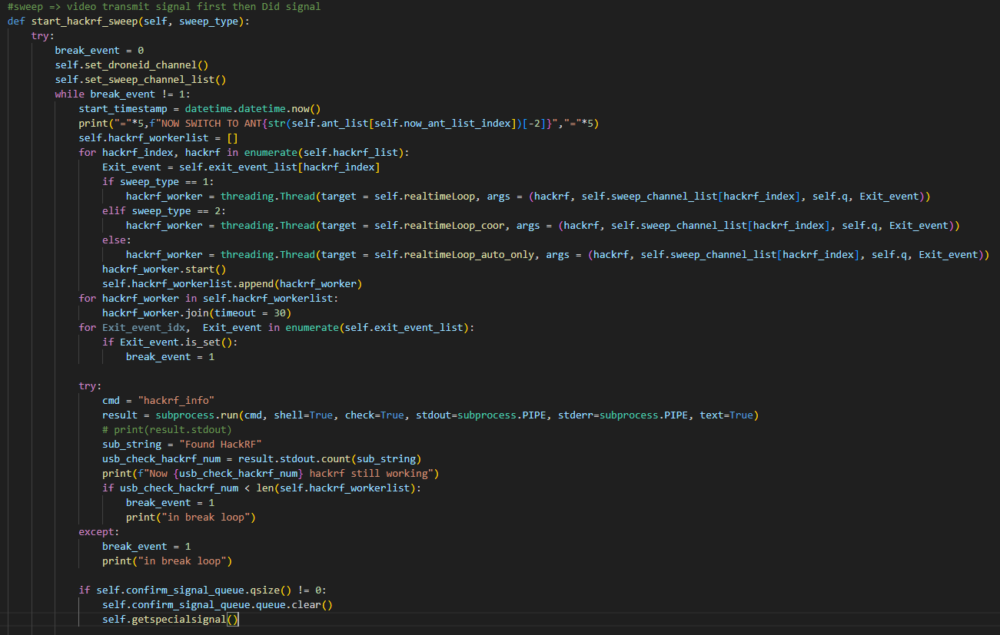 #sweep => video transmit signal first then Did signal
def start_hackrf_sweep(self, sweep_type):
    try:
        break_event = 0
        self.set_droneid_channel()
        self.set_sweep_channel_list()
        while break_event != 1:
            start_timestamp = datetime.datetime.now()
            print("="*5,f"NOW SWITCH TO ANT{str(self.ant_list[self.now_ant_list_index])[-2]}","="*5)
            self.hackrf_workerlist = []
            for hackrf_index, hackrf in enumerate(self.hackrf_list):
                Exit_event = self.exit_event_list[hackrf_index]
                if sweep_type == 1:
                    hackrf_worker = threading.Thread(target = self.realtimeLoop, args = (hackrf, self.sweep_channel_list[hackrf_index], self.q, Exit_event))
                elif sweep_type == 2:
                    hackrf_worker = threading.Thread(target = self.realtimeLoop_coor, args = (hackrf, self.sweep_channel_list[hackrf_index], self.q, Exit_event))
                else:
                    hackrf_worker = threading.Thread(target = self.realtimeLoop_auto_only, args = (hackrf, self.sweep_channel_list[hackrf_index], self.q, Exit_event))
                hackrf_worker.start()
                self.hackrf_workerlist.append(hackrf_worker)
            for hackrf_worker in self.hackrf_workerlist:
                hackrf_worker.join(timeout = 30)
            for Exit_event_idx,  Exit_event in enumerate(self.exit_event_list):
                if Exit_event.is_set():
                    break_event = 1

            try:
                cmd = "hackrf_info"
                result = subprocess.run(cmd, shell=True, check=True, stdout=subprocess.PIPE, stderr=subprocess.PIPE, text=True)
                # print(result.stdout)
                sub_string = "Found HackRF"
                usb_check_hackrf_num = result.stdout.count(sub_string)
                print(f"Now {usb_check_hackrf_num} hackrf still working")
                if usb_check_hackrf_num < len(self.hackrf_workerlist):
                    break_event = 1
                    print("in break loop")
            except:
                break_event = 1
                print("in break loop")

            if self.confirm_signal_queue.qsize() != 0:
                self.confirm_signal_queue.queue.clear()
                self.getspecialsignal()